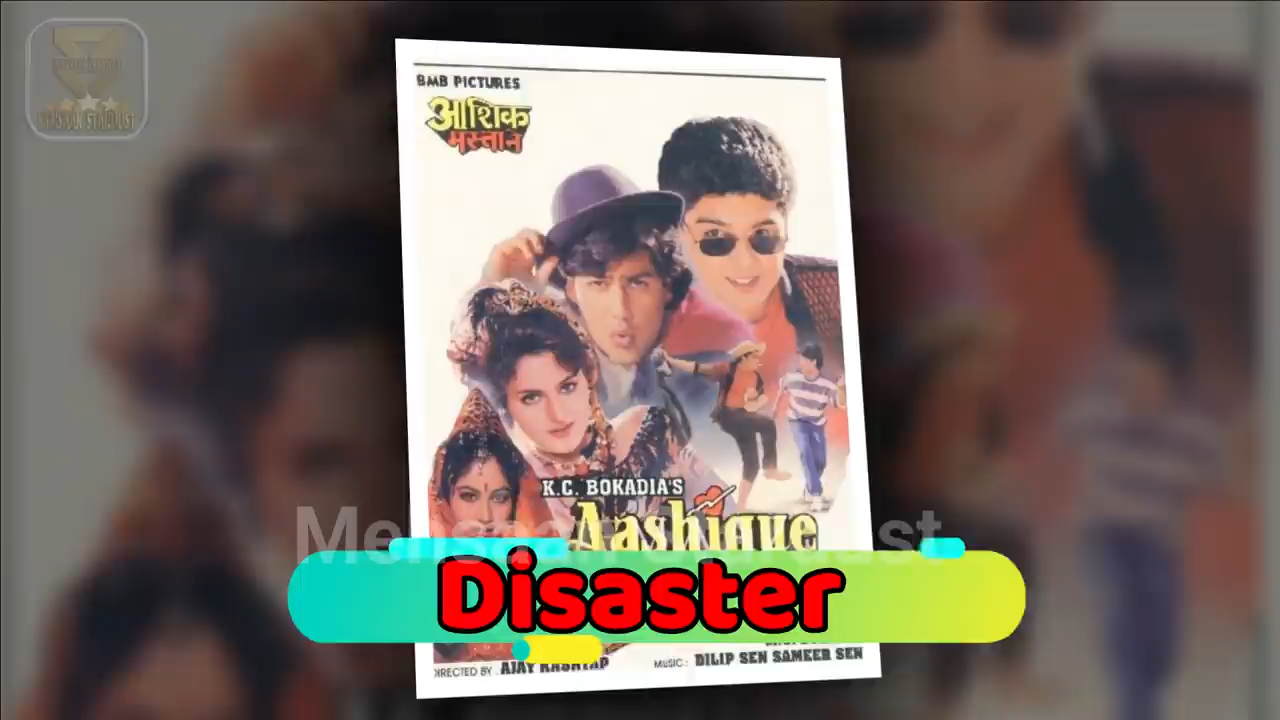 BMB PICTURES
आशिक
मस्ताने
K.C. BOKADIA'S
Aashique
Disaster
DIRECTED BY : AJAY KASHYAP
MUSIC : DILIP SEN SAMEER SEN